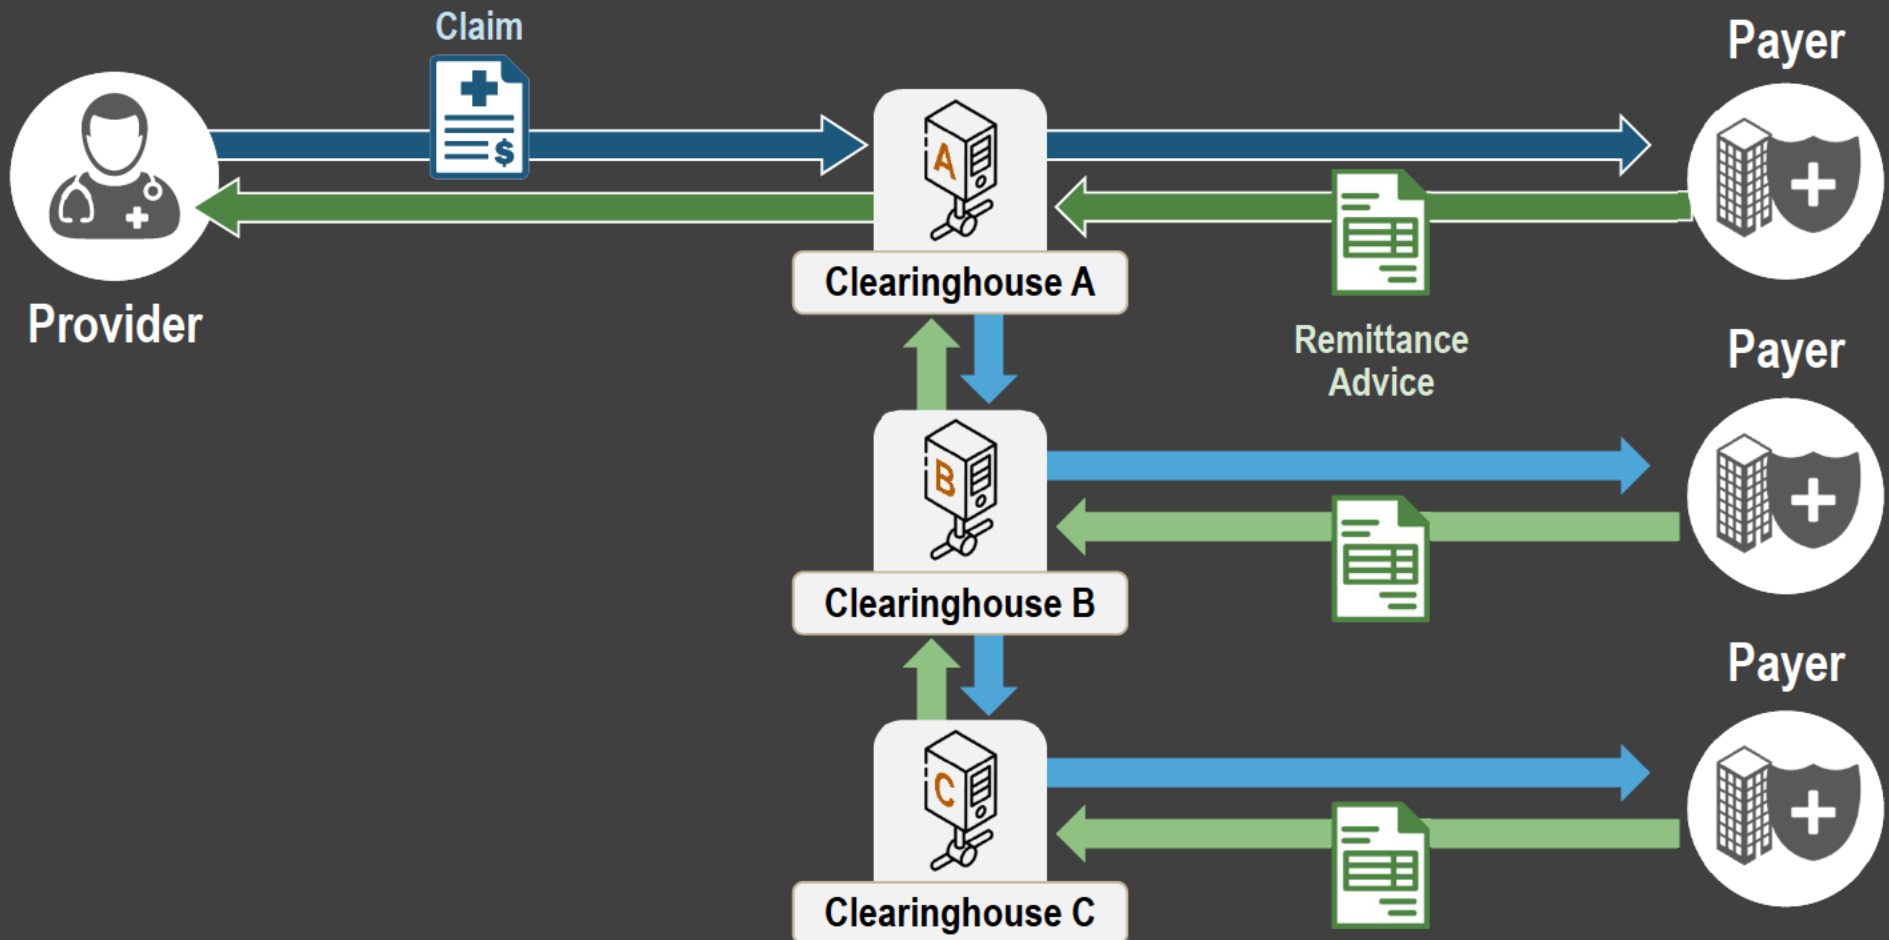 Claim
Payer
$
A
Clearinghouse A
Provider
Remittance
Advice
Payer
B
Clearinghouse B
Payer
C
Clearinghouse C